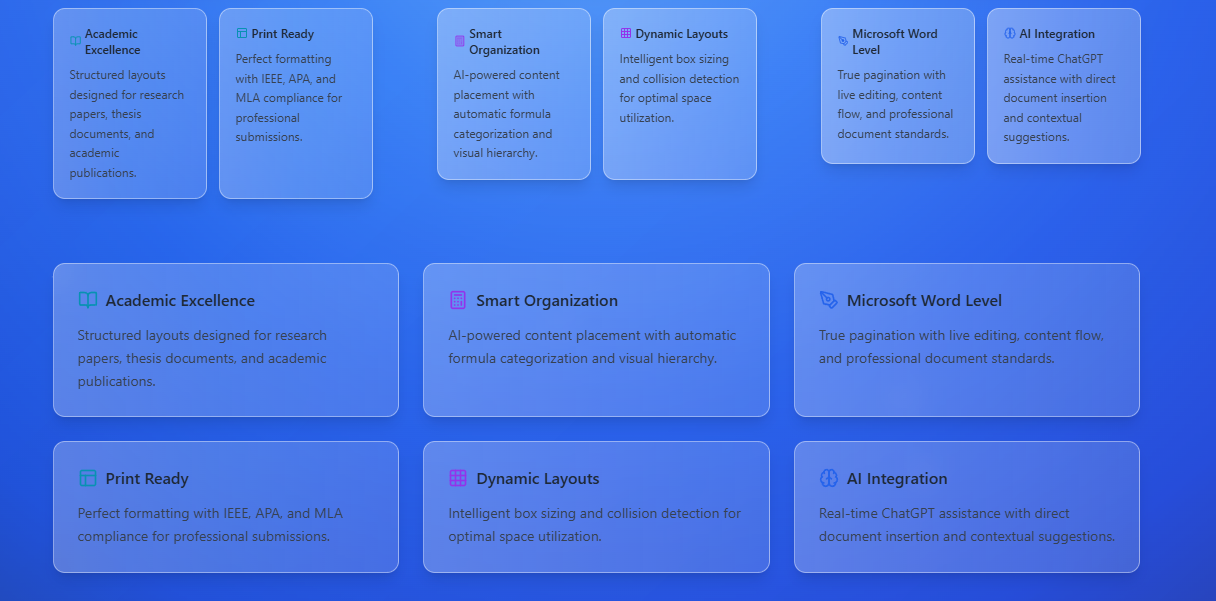 Academic
Excellence
Structured layouts
designed for research
papers, thesis
documents, and
academic
publications.
Print Ready
Perfect formatting
with IEEE, APA, and
MLA compliance for
professional
submissions.
Smart
Organization
AI-powered content
placement with
automatic formula
categorization and
visual hierarchy.
Dynamic Layouts
Intelligent box sizing
and collision detection
for optimal space
utilization.
Microsoft Word
Level
True pagination with
live editing, content
flow, and professional
document standards.
AI Integration
Real-time ChatGPT
assistance with direct
document insertion
and contextual
suggestions.
Academic Excellence
Structured layouts designed for research
papers, thesis documents, and academic
publications.
Smart Organization
AI-powered content placement with automatic
formula categorization and visual hierarchy.
Microsoft Word Level
True pagination with live editing, content flow,
and professional document standards.
Print Ready
Perfect formatting with IEEE, APA, and MLA
compliance for professional submissions.
Dynamic Layouts
Intelligent box sizing and collision detection for
optimal space utilization.
AI Integration
Real-time ChatGPT assistance with direct
document insertion and contextual suggestions.